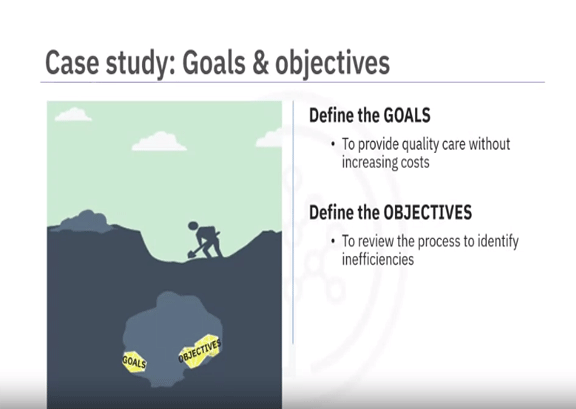 Case study: Goals & objectives
Define the GOALS
• To provide quality care without
increasing costs
Define the OBJECTIVES
• To review the process to identify
inefficiencies
GOALS
OBJECTIVES